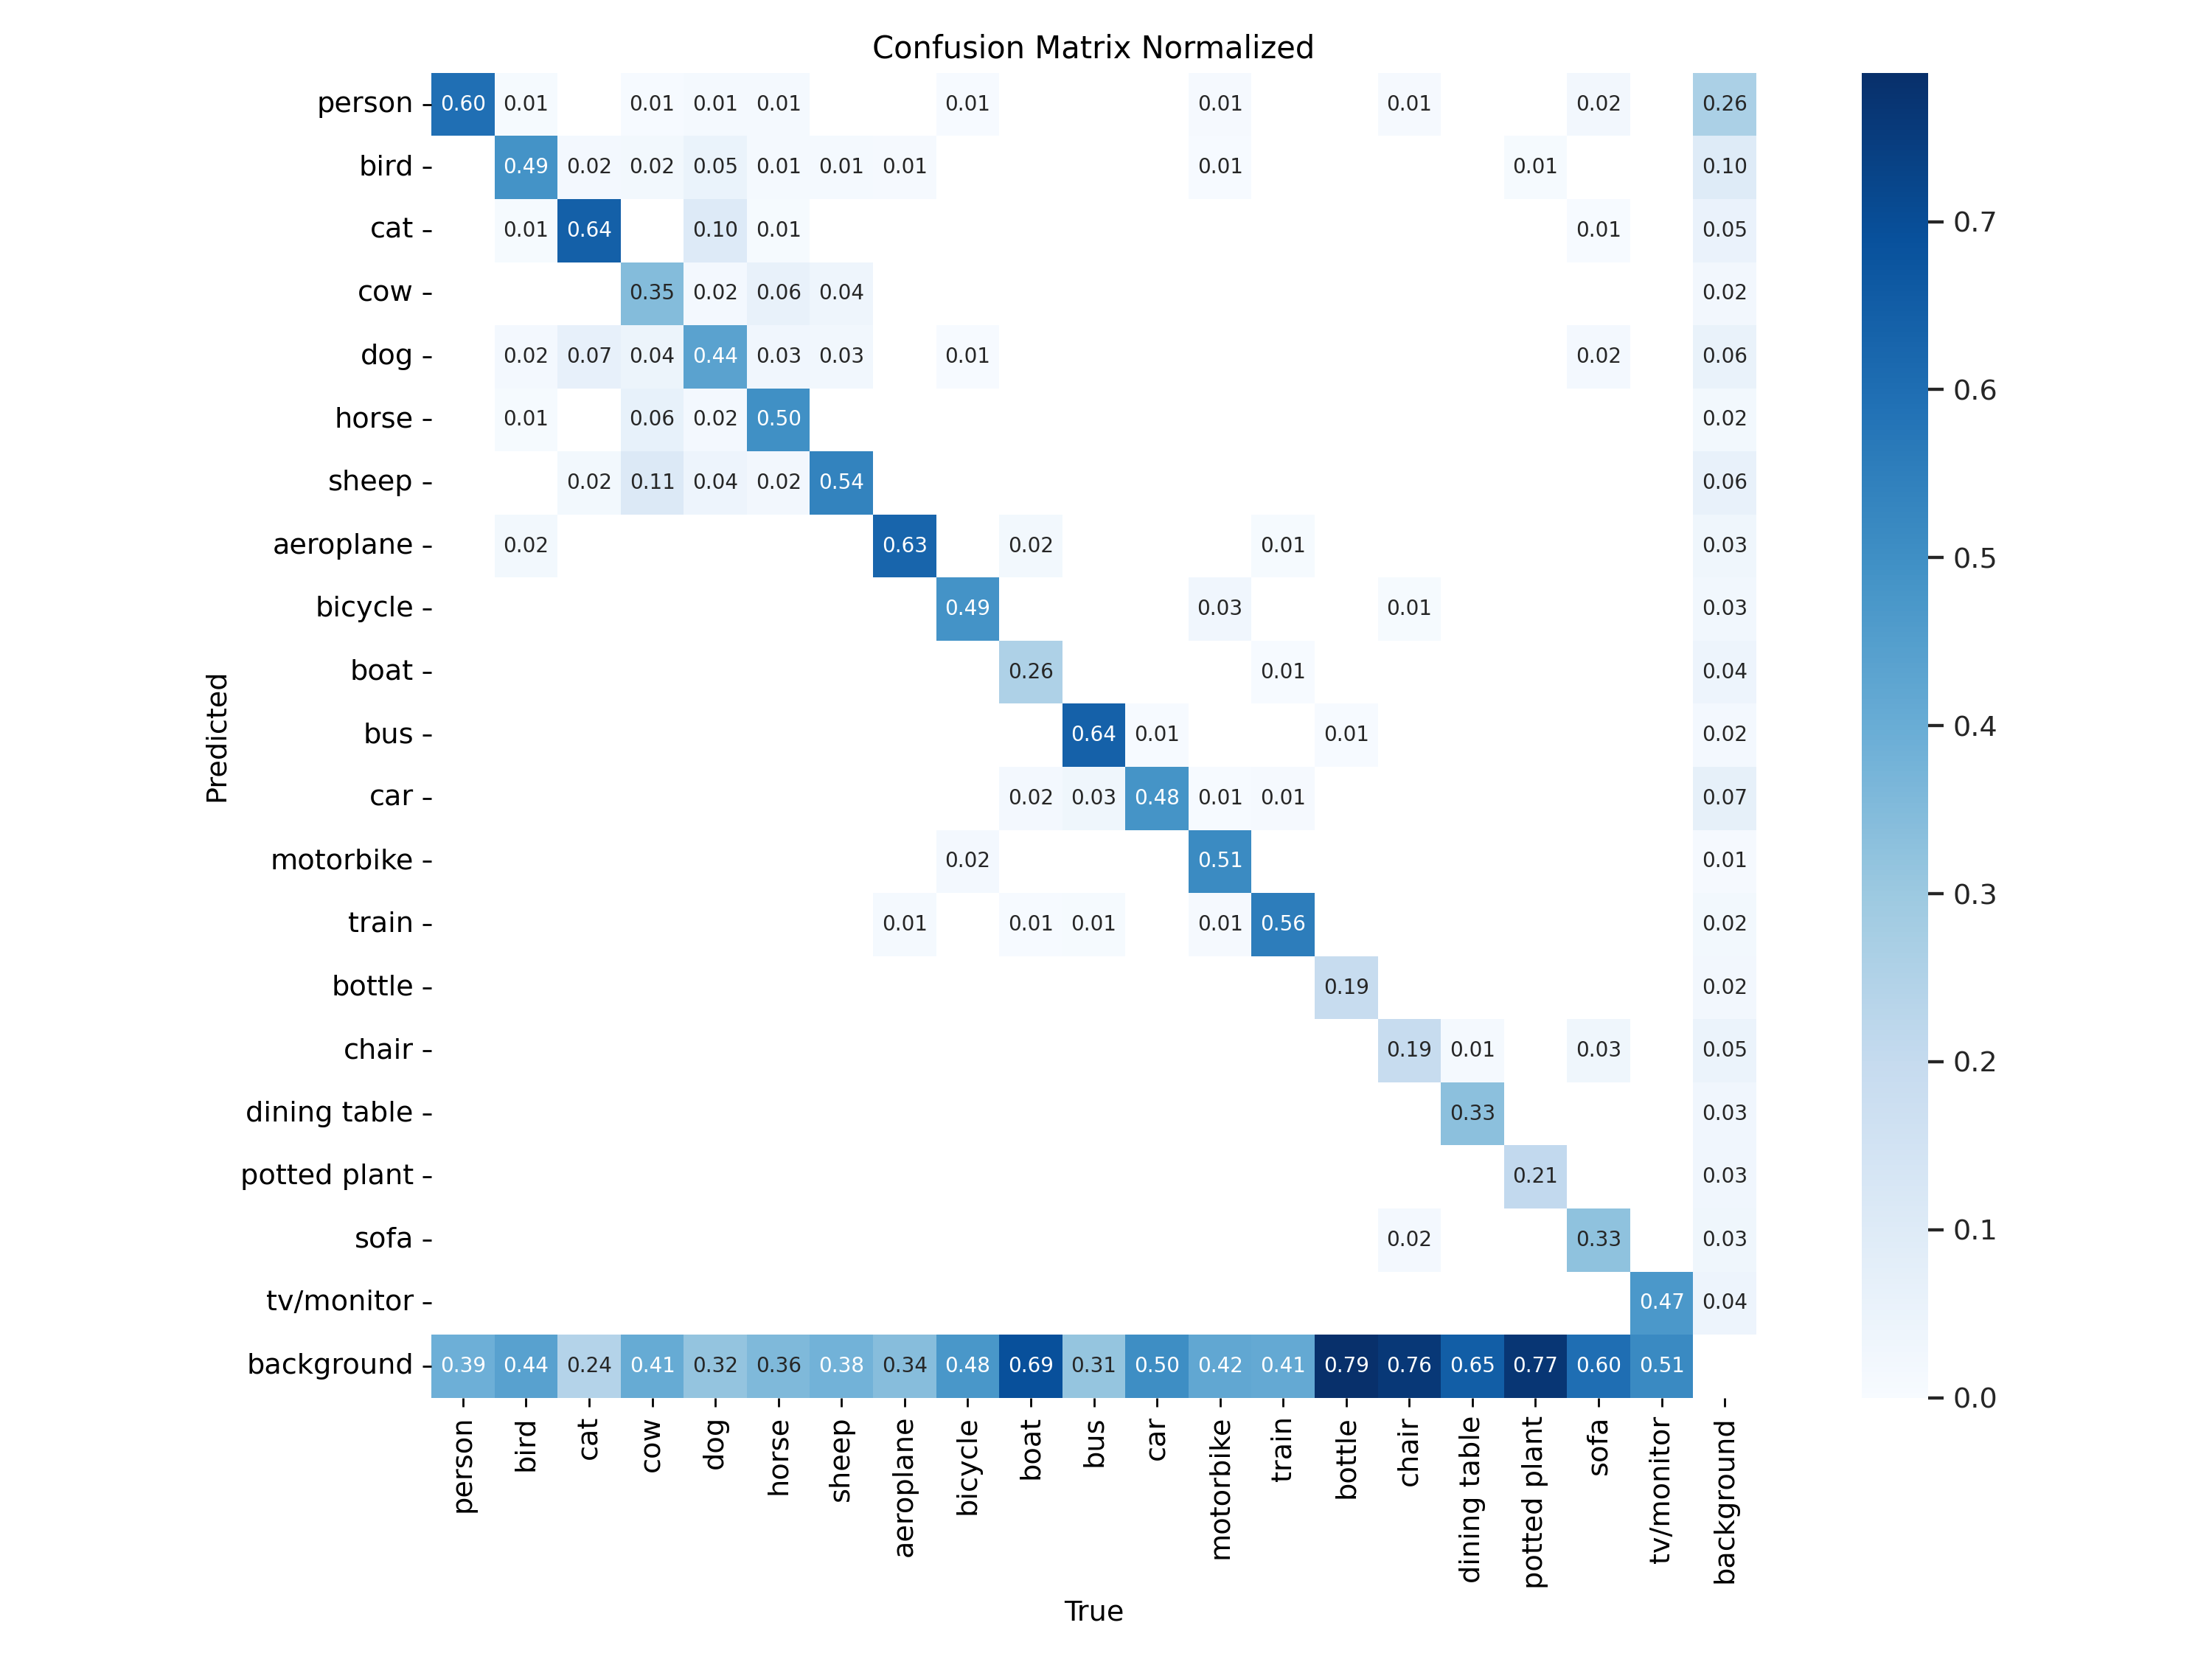 Confusion Matrix Normalized
person 0.60 0.01 0.01 0.01 0.01 0.01 0.01 0.01 0.02 0.26
bird 0.49 0.02 0.02 0.05 0.01 0.01 0.01 0.01 0.01 0.10
cat 0.01 0.64 0.10 0.01 0.01 0.05
cow 0.35 0.02 0.06 0.04 0.02
dog 0.02 0.07 0.04 0.44 0.03 0.03 0.01 0.02 0.06
horse 0.01 0.06 0.02 0.50 0.02
sheep 0.02 0.11 0.04 0.02 0.54 0.06
aeroplane 0.02 0.63 0.02 0.01 0.03
bicycle 0.49 0.03 0.01 0.03
boat 0.26 0.01 0.04
bus 0.64 0.01 0.01 0.02
car 0.02 0.03 0.48 0.01 0.01 0.07
motorbike 0.02 0.51 0.01
train 0.01 0.01 0.01 0.01 0.56 0.02
bottle 0.19 0.02
chair 0.19 0.01 0.03 0.05
dining table 0.33 0.03
potted plant 0.21 0.03
sofa 0.02 0.33 0.03
tv/monitor 0.47 0.04
background 0.39 0.44 0.24 0.41 0.32 0.36 0.38 0.34 0.48 0.69 0.31 0.50 0.42 0.41 0.79 0.76 0.65 0.77 0.60 0.51
Predicted
person bird cat cow dog horse sheep aeroplane bicycle boat bus car motorbike train bottle chair dining table potted plant sofa tv/monitor background
True
0.7
0.6
0.5
0.4
0.3
0.2
0.1
0.0